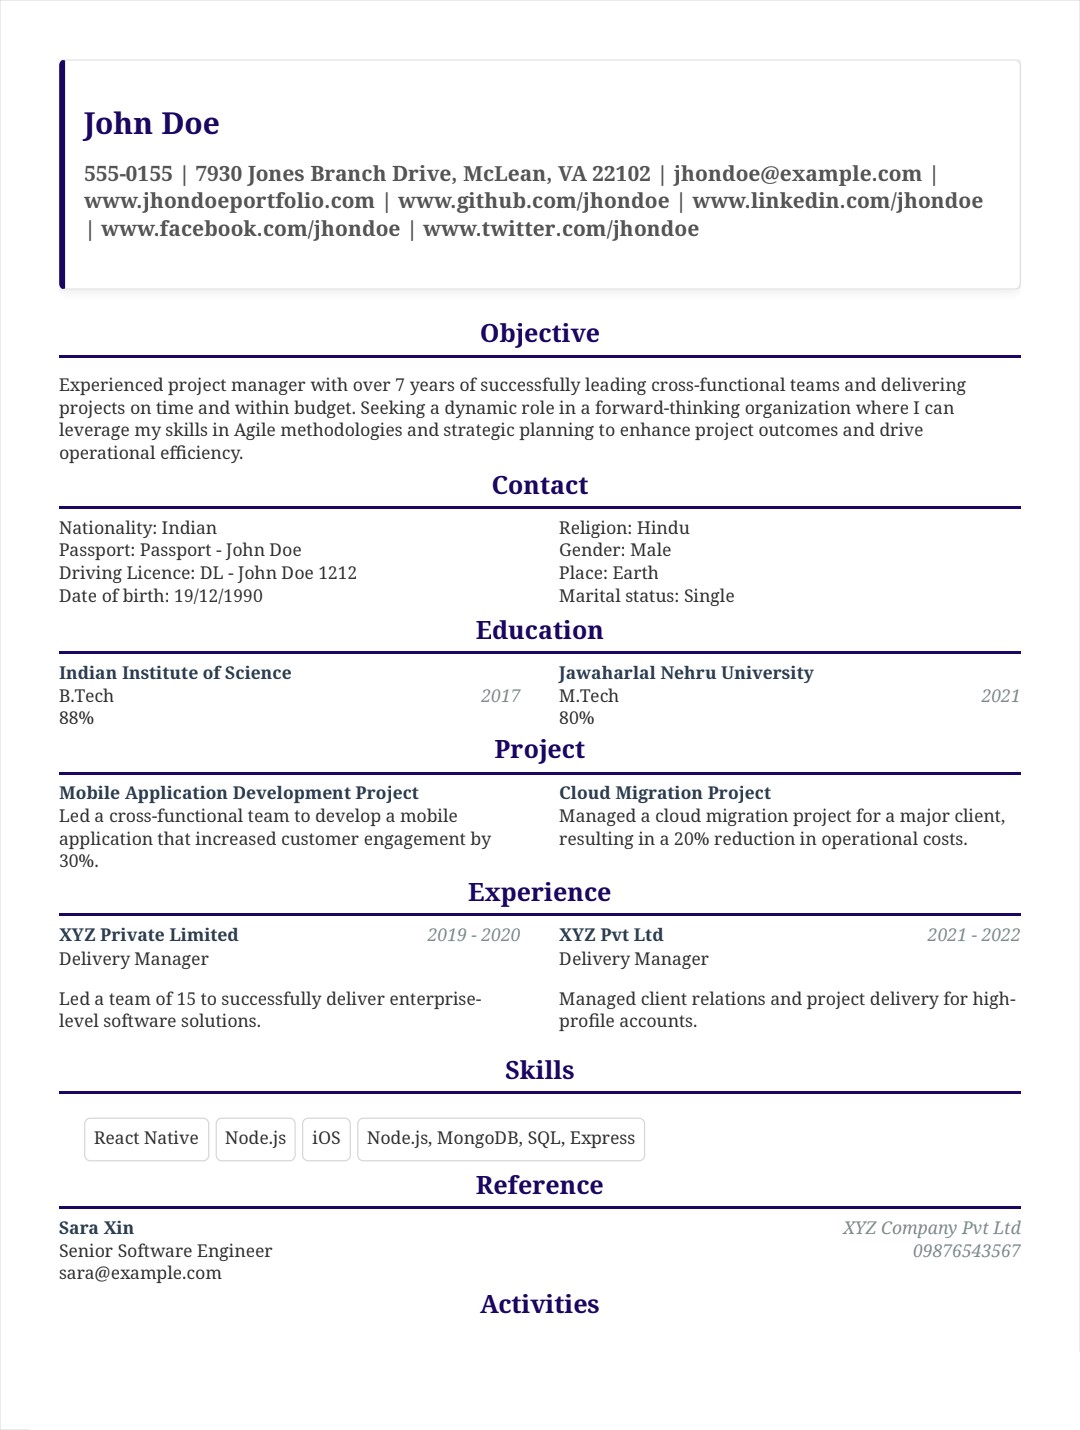 John Doe
555-0155 | 7930 Jones Branch Drive, McLean, VA 22102 | jhondoe@example.com |
www.jhondoeportfolio.com | www.github.com/jhondoe | www.linkedin.com/jhondoe
| www.facebook.com/jhondoe | www.twitter.com/jhondoe
Objective
Experienced project manager with over 7 years of successfully leading cross-functional teams and delivering
projects on time and within budget. Seeking a dynamic role in a forward-thinking organization where I can
leverage my skills in Agile methodologies and strategic planning to enhance project outcomes and drive
operational efficiency.
Contact
Nationality: Indian
Passport: Passport - John Doe
Driving Licence: DL - John Doe 1212
Date of birth: 19/12/1990
Religion: Hindu
Gender: Male
Place: Earth
Marital status: Single
Education
Indian Institute of Science
B.Tech 2017
88%
Jawaharlal Nehru University
M.Tech 2021
80%
Project
Mobile Application Development Project
Led a cross-functional team to develop a mobile
application that increased customer engagement by
30%.
Cloud Migration Project
Managed a cloud migration project for a major client,
resulting in a 20% reduction in operational costs.
Experience
XYZ Private Limited 2019 - 2020
Delivery Manager
Led a team of 15 to successfully deliver enterprise-
level software solutions.
XYZ Pvt Ltd 2021 - 2022
Delivery Manager
Managed client relations and project delivery for high-
profile accounts.
Skills
React Native Node.js iOS Node.js, MongoDB, SQL, Express
Reference
Sara Xin XYZ Company Pvt Ltd
Senior Software Engineer 09876543567
sara@example.com
Activities